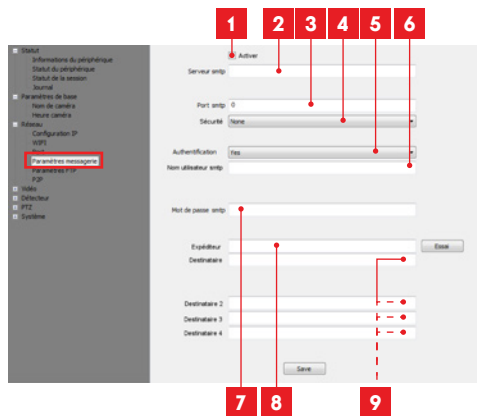 1 2 3 4 5 6
Statut
Informations du périphérique
Statut du périphérique
Statut de la session
Journal
Paramètres de base
Nom de caméra
Heure caméra
Réseau
Configuration IP
WIFI
Paramètres messagerie
Paramètres FTP
P2P
Vidéo
Détecteur
PTZ
Système
Activer
Serveur smtp
Port smtp 0
Sécurité None
Authentification Yes
Nom utilisateur smtp
Mot de passe smtp
Expéditeur Essai
Destinataire
Destinataire 2
Destinataire 3
Destinataire 4
Save
7 8 9